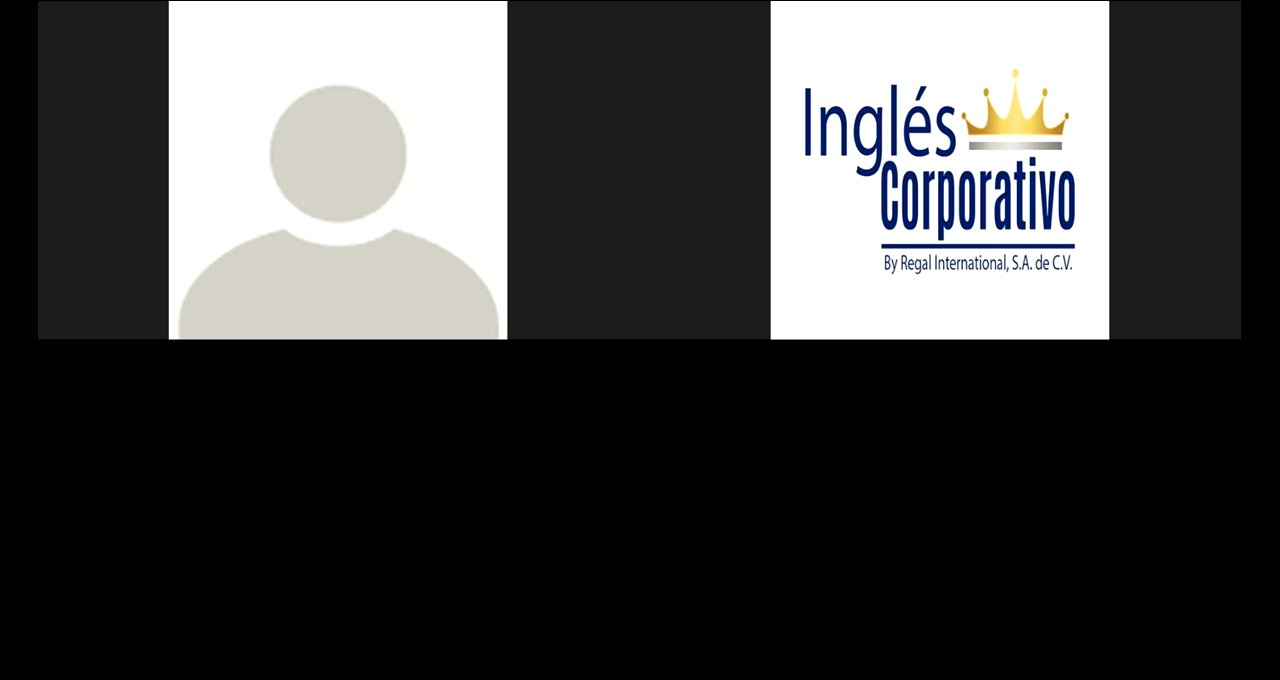 Inglés
Corporativo
By Regal International, S.A. de C.V.